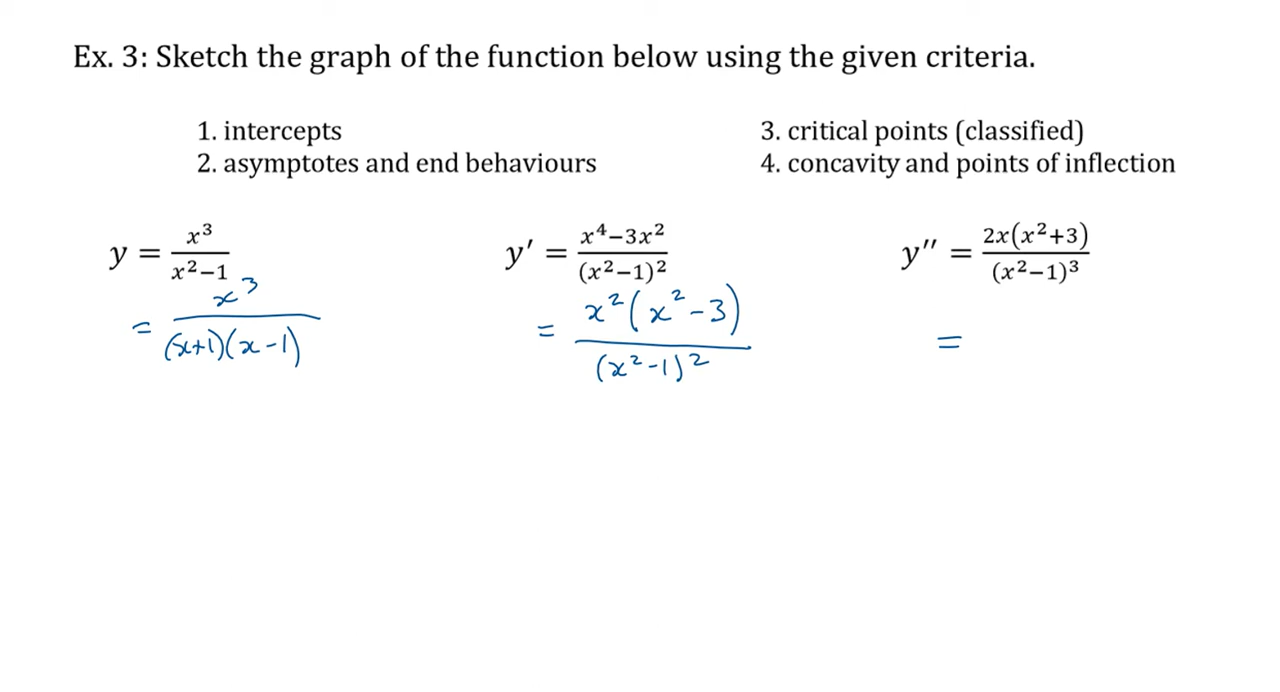 Ex. 3: Sketch the graph of the function below using the given criteria.
1. intercepts
2. asymptotes and end behaviours
3. critical points (classified)
4. concavity and points of inflection
y = x³/(x²−1)
= x³/((x+1)(x-1))
y′ = (x⁴−3x²)/(x²−1)²
= x²(x²-3)/(x²-1)²
y″ = 2x(x²+3)/(x²−1)³
=